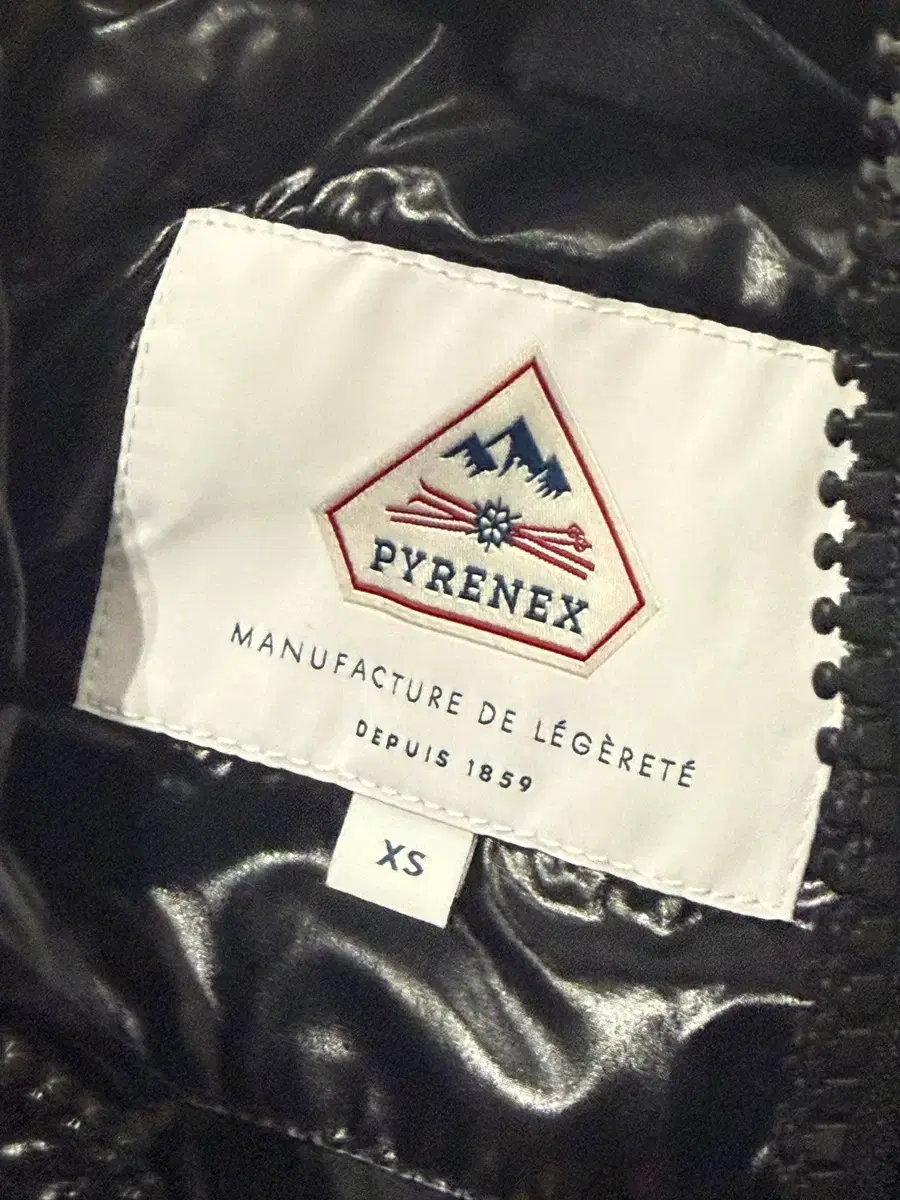 PYRENEX
MANUFACTURE DE LÉGÈRETÉ
DEPUIS 1859
XS